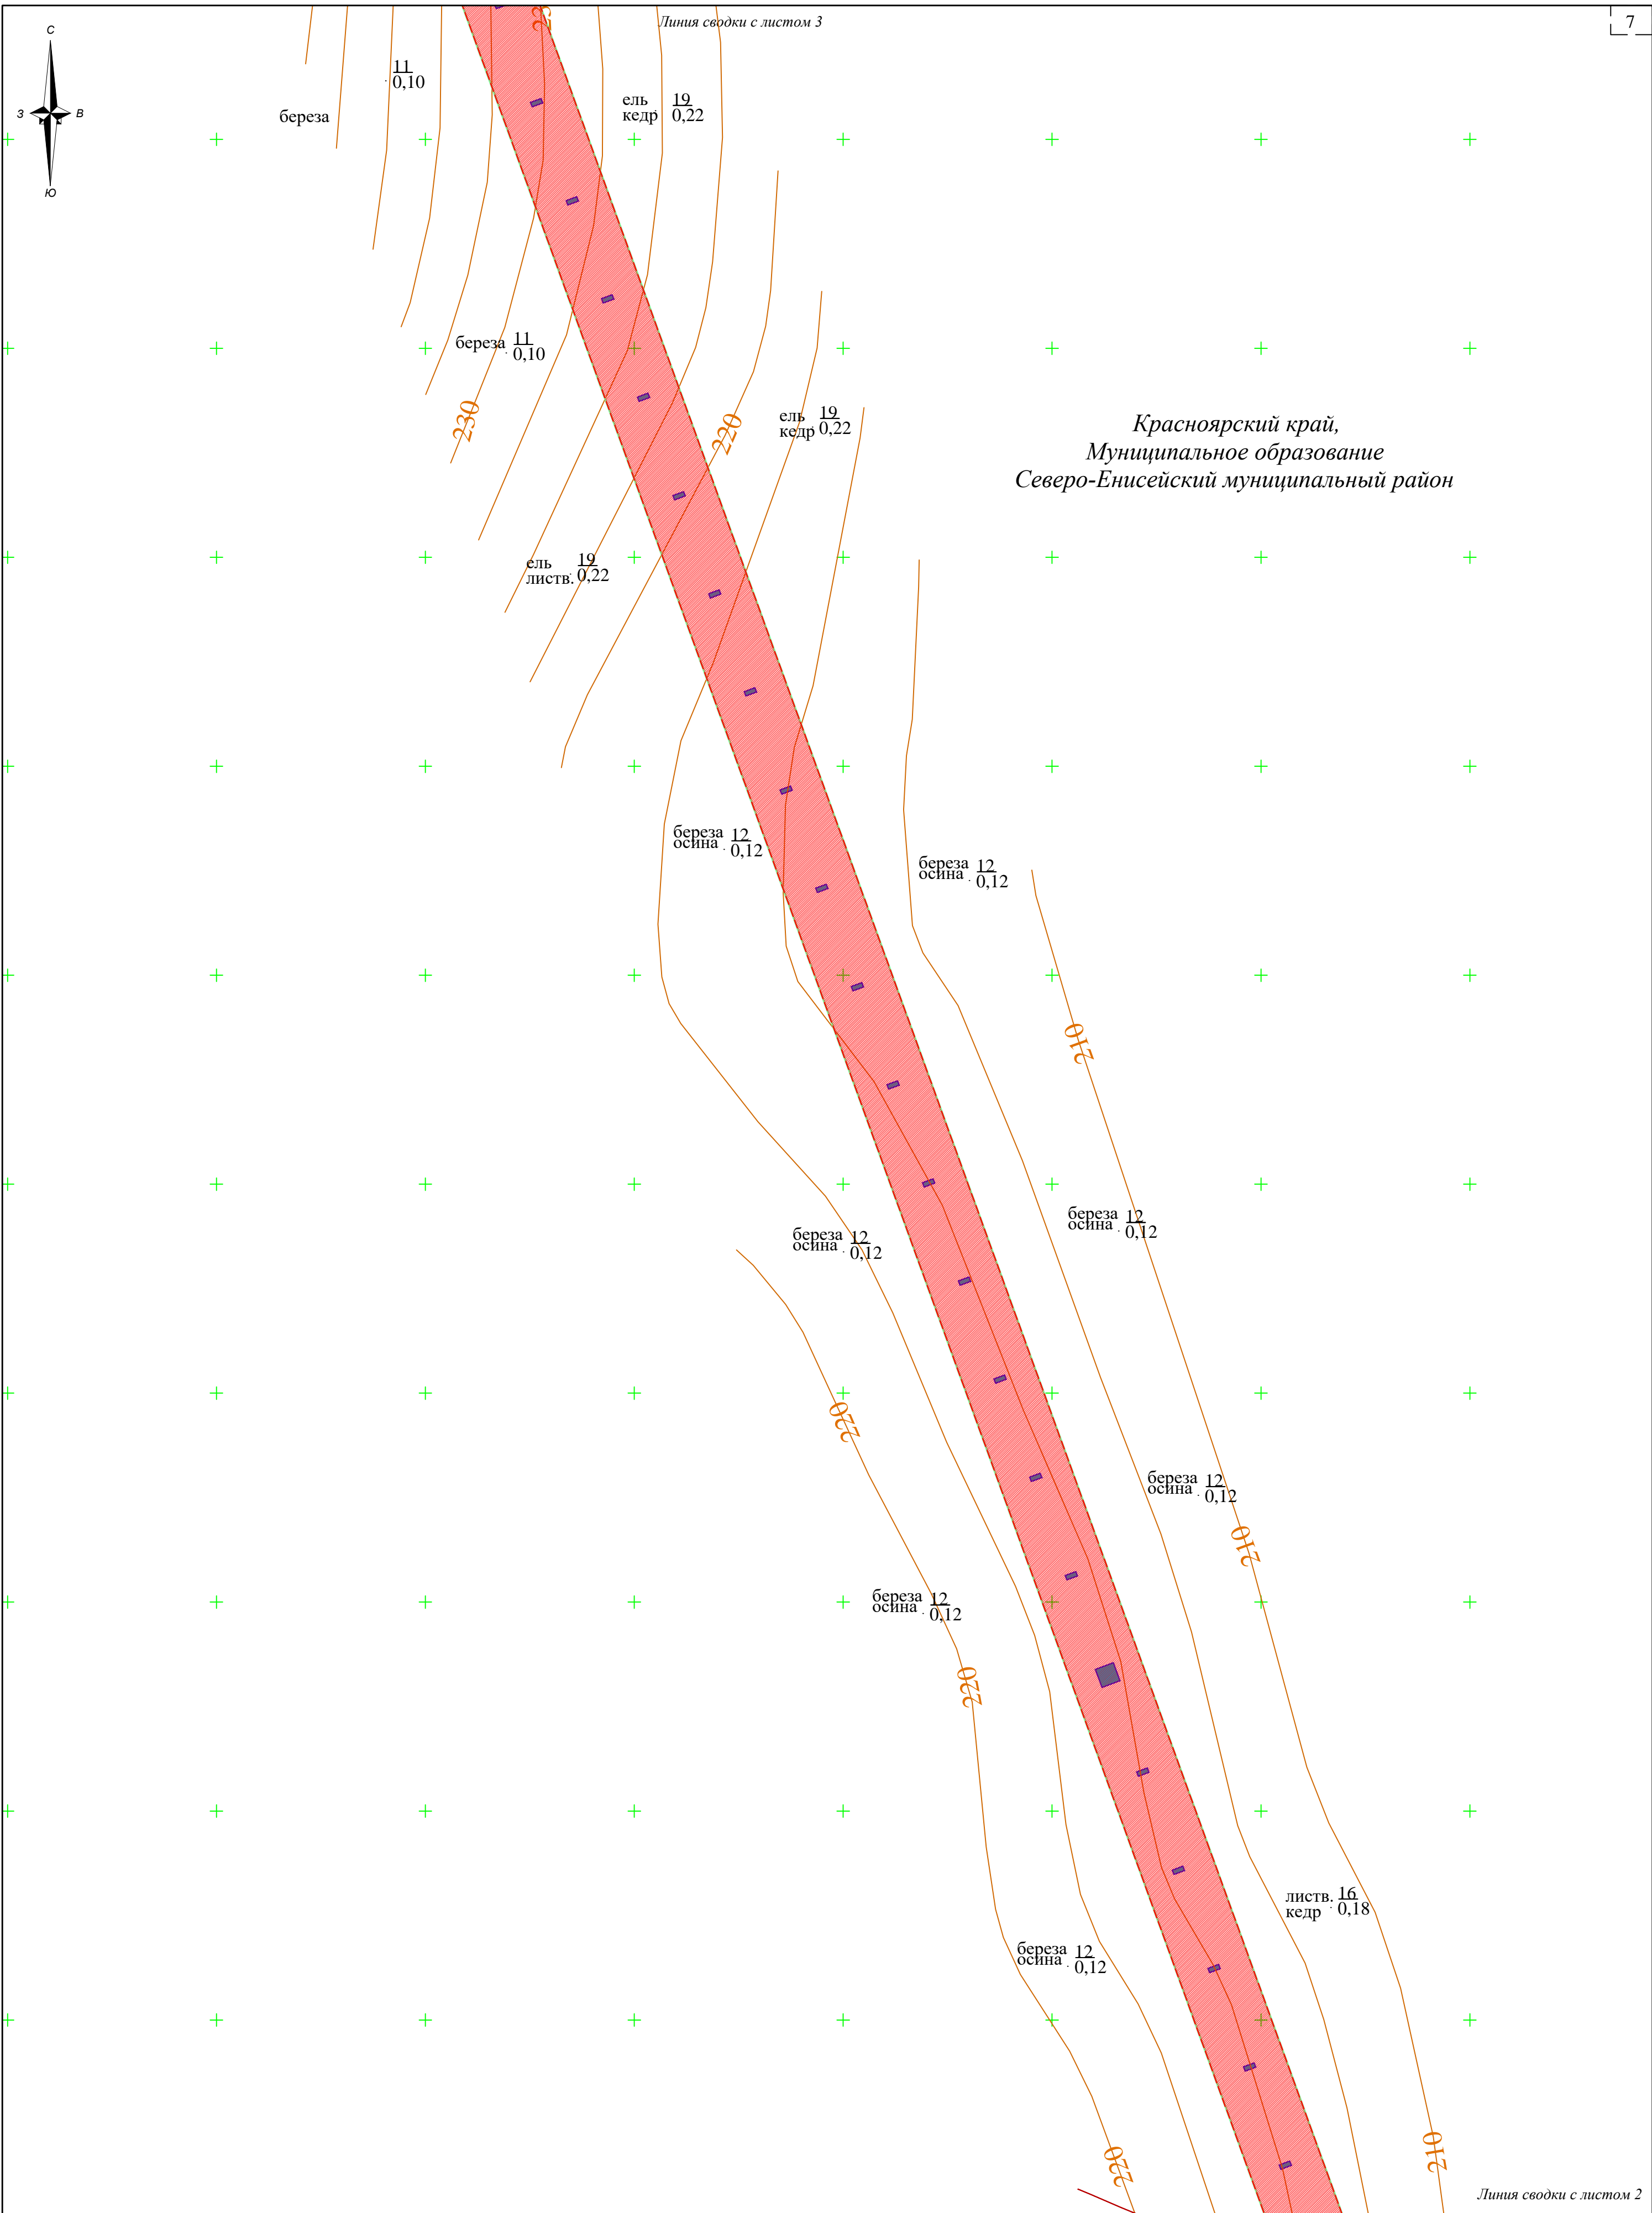 Линия сводки с листом 3
7
С
З
В
Ю
11
0,10
береза
ель
кедр
19
0,22
береза
11
0,10
230
220
ель
кедр
19
0,22
Красноярский край,
Муниципальное образование
Северо-Енисейский муниципальный район
ель
листв.
19
0,22
береза
осина
12
0,12
береза
осина
12
0,12
210
береза
осина
12
0,12
береза
осина
12
0,12
220
береза
осина
12
0,12
210
береза
осина
12
0,12
220
листв.
кедр
16
0,18
береза
осина
12
0,12
220
210
Линия сводки с листом 2